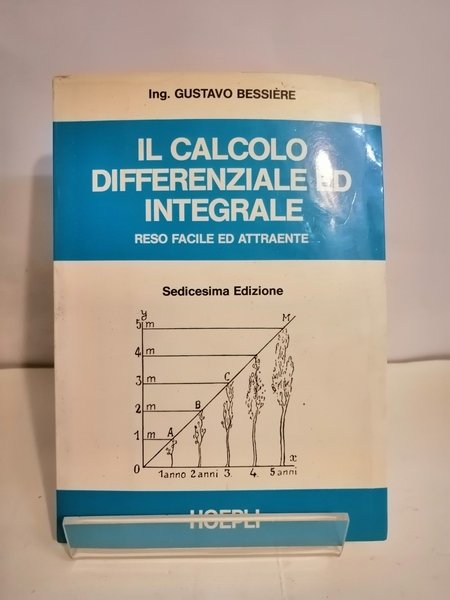 Ing. GUSTAVO BESSIÈRE
IL CALCOLO
DIFFERENZIALE ED
INTEGRALE
RESO FACILE ED ATTRAENTE
Sedicesima Edizione
y
5 m M
4 m
3 m C
2 m B
1 m A
0 x
1 anno 2 anni 3. 4. 5 anni
HOEPLI